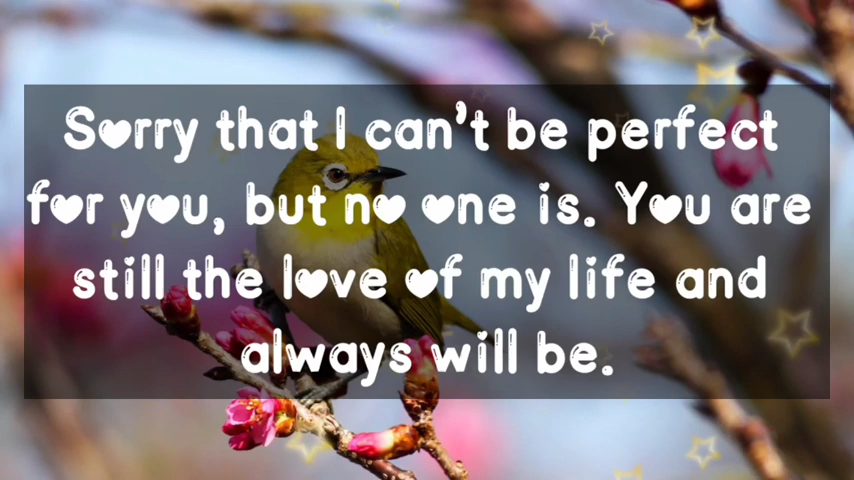 Sorry that I can't be perfect
for you, but no one is. You are
still the love of my life and
always will be.